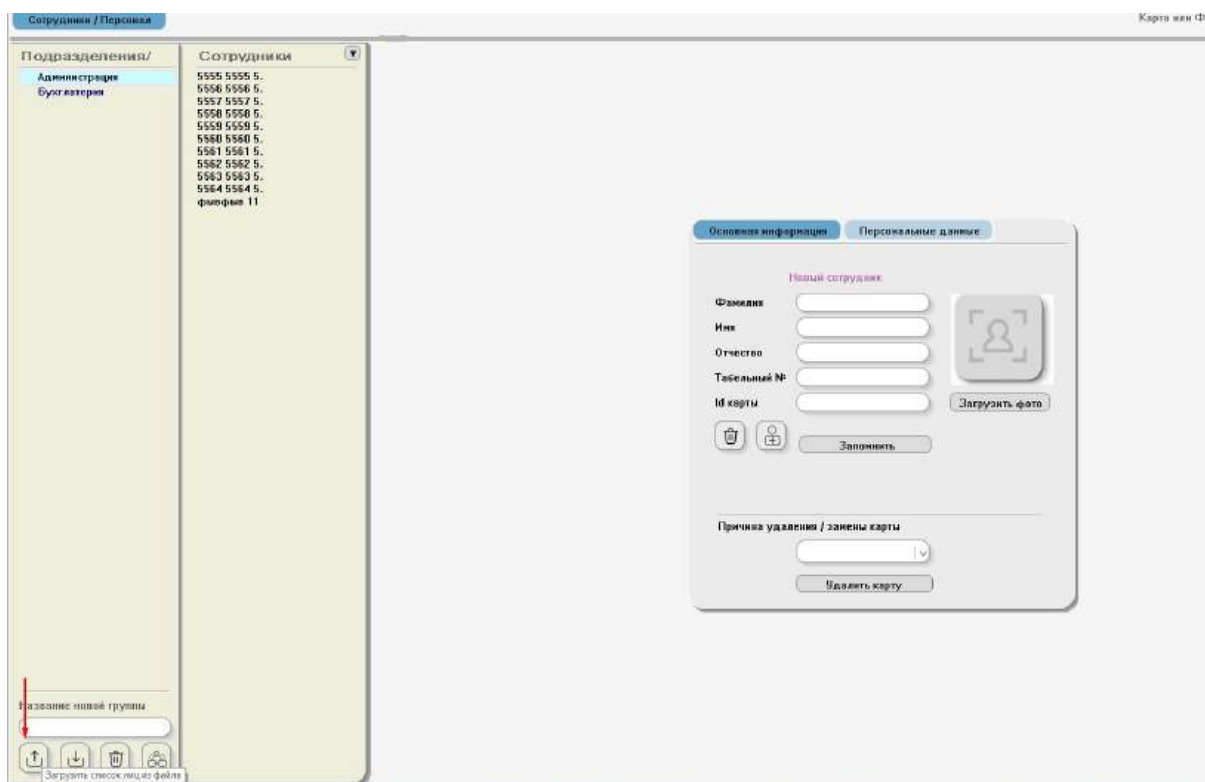 Сотрудники / Персонал
Карта или Ф
Подразделения/
Администрация
Бухгалтерия
Сотрудники
5555 5555 5.
5556 5556 5.
5557 5557 5.
5558 5558 5.
5559 5559 5.
5560 5560 5.
5561 5561 5.
5562 5562 5.
5563 5563 5.
5564 5564 5.
фывфыв 11
Основная информация
Персональные данные
Новый сотрудник
Фамилия
Имя
Отчество
Табельный №
Id карты
Загрузить фото
Запомнить
Причина удаления / замены карты
Удалить карту
Название новой группы
Загрузить список лиц из файла